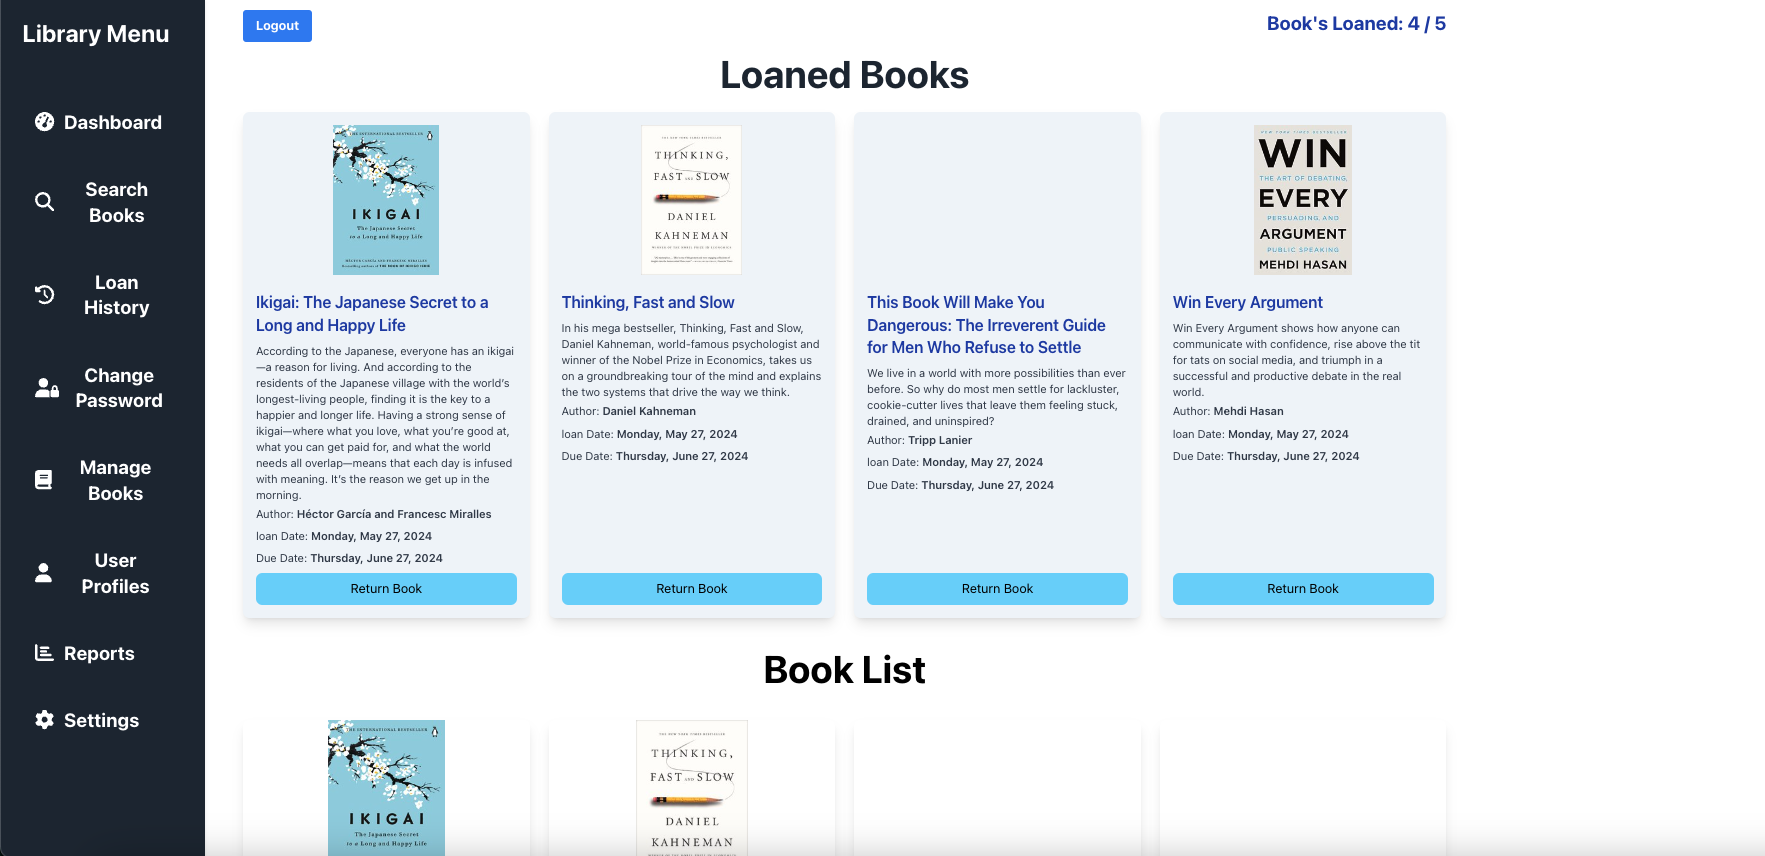 Library Menu
Dashboard
Search
Books
Loan
History
Change
Password
Manage
Books
User
Profiles
Reports
Settings
Logout
Book's Loaned: 4 / 5
Loaned Books
THE INTERNATIONAL BESTSELLER
IKIGAI
The Japanese Secret
to a Long and Happy Life
HÉCTOR GARCÍA AND FRANCESC MIRALLES
Ikigai: The Japanese Secret to a
Long and Happy Life
According to the Japanese, everyone has an ikigai
—a reason for living. And according to the
residents of the Japanese village with the world's
longest-living people, finding it is the key to a
happier and longer life. Having a strong sense of
ikigai—where what you love, what you're good at,
what you can get paid for, and what the world
needs all overlap—means that each day is infused
with meaning. It's the reason we get up in the
morning.
Author: Héctor García and Francesc Miralles
loan Date: Monday, May 27, 2024
Due Date: Thursday, June 27, 2024
Return Book
THE NEW YORK TIMES BESTSELLER
THINKING,
FAST AND SLOW
DANIEL
KAHNEMAN
WINNER OF THE NOBEL PRIZE IN ECONOMICS
Thinking, Fast and Slow
In his mega bestseller, Thinking, Fast and Slow,
Daniel Kahneman, world-famous psychologist and
winner of the Nobel Prize in Economics, takes us
on a groundbreaking tour of the mind and explains
the two systems that drive the way we think.
Author: Daniel Kahneman
loan Date: Monday, May 27, 2024
Due Date: Thursday, June 27, 2024
Return Book
This Book Will Make You
Dangerous: The Irreverent Guide
for Men Who Refuse to Settle
We live in a world with more possibilities than ever
before. So why do most men settle for lackluster,
cookie-cutter lives that leave them feeling stuck,
drained, and uninspired?
Author: Tripp Lanier
loan Date: Monday, May 27, 2024
Due Date: Thursday, June 27, 2024
Return Book
NEW YORK TIMES BESTSELLER
WIN
THE ART OF DEBATING,
EVERY
PERSUADING, AND
ARGUMENT
PUBLIC SPEAKING
MEHDI HASAN
Win Every Argument
Win Every Argument shows how anyone can
communicate with confidence, rise above the tit
for tats on social media, and triumph in a
successful and productive debate in the real
world.
Author: Mehdi Hasan
loan Date: Monday, May 27, 2024
Due Date: Thursday, June 27, 2024
Return Book
Book List
THE INTERNATIONAL BESTSELLER
IKIGAI
The Japanese Secret
to a Long and Happy Life
THE NEW YORK TIMES BESTSELLER
THINKING,
FAST AND SLOW
DANIEL
KAHNEMAN